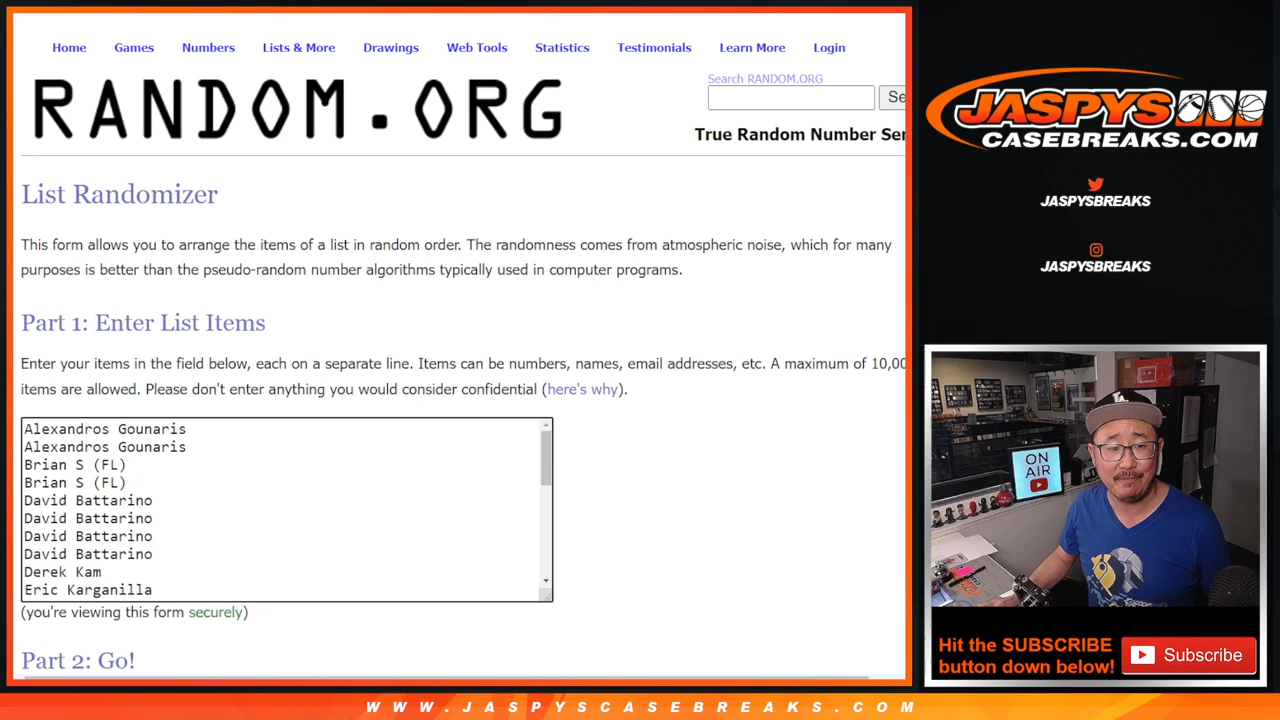 Home Games Numbers Lists & More Drawings Web Tools Statistics Testimonials Learn More Login
RANDOM.ORG
Search RANDOM.ORG
Se
True Random Number Ser
List Randomizer
This form allows you to arrange the items of a list in random order. The randomness comes from atmospheric noise, which for many
purposes is better than the pseudo-random number algorithms typically used in computer programs.
Part 1: Enter List Items
Enter your items in the field below, each on a separate line. Items can be numbers, names, email addresses, etc. A maximum of 10,00
items are allowed. Please don't enter anything you would consider confidential (here's why).
Alexandros Gounaris
Alexandros Gounaris
Brian S (FL)
Brian S (FL)
David Battarino
David Battarino
David Battarino
David Battarino
Derek Kam
Eric Karganilla
(you're viewing this form securely)
Part 2: Go!
JASPYS
CASEBREAKS.COM
JASPYSBREAKS
JASPYSBREAKS
LA
ON
AIR
Hit the SUBSCRIBE
button down below!
Subscribe
WWW.JASPYSCASEBREAKS.COM